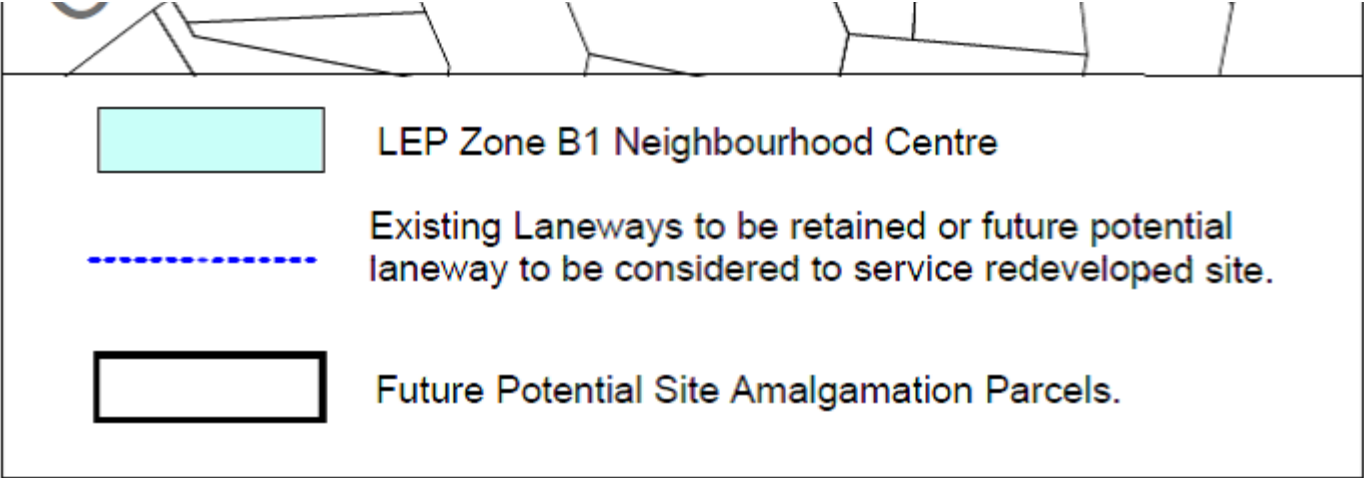 LEP Zone B1 Neighbourhood Centre
Existing Laneways to be retained or future potential
laneway to be considered to service redeveloped site.
Future Potential Site Amalgamation Parcels.